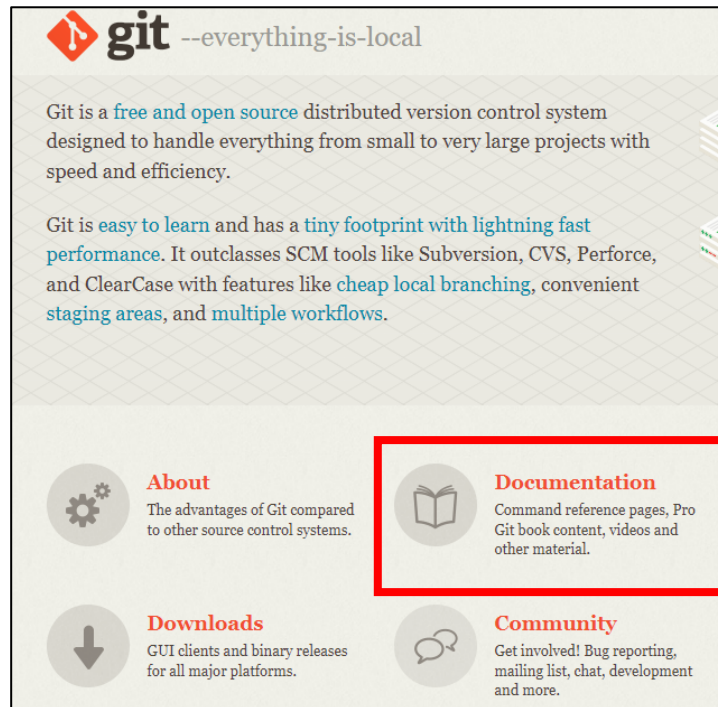 git --everything-is-local
Git is a free and open source distributed version control system
designed to handle everything from small to very large projects with
speed and efficiency.
Git is easy to learn and has a tiny footprint with lightning fast
performance. It outclasses SCM tools like Subversion, CVS, Perforce,
and ClearCase with features like cheap local branching, convenient
staging areas, and multiple workflows.
About
The advantages of Git compared
to other source control systems.
Documentation
Command reference pages, Pro
Git book content, videos and
other material.
Downloads
GUI clients and binary releases
for all major platforms.
Community
Get involved! Bug reporting,
mailing list, chat, development
and more.